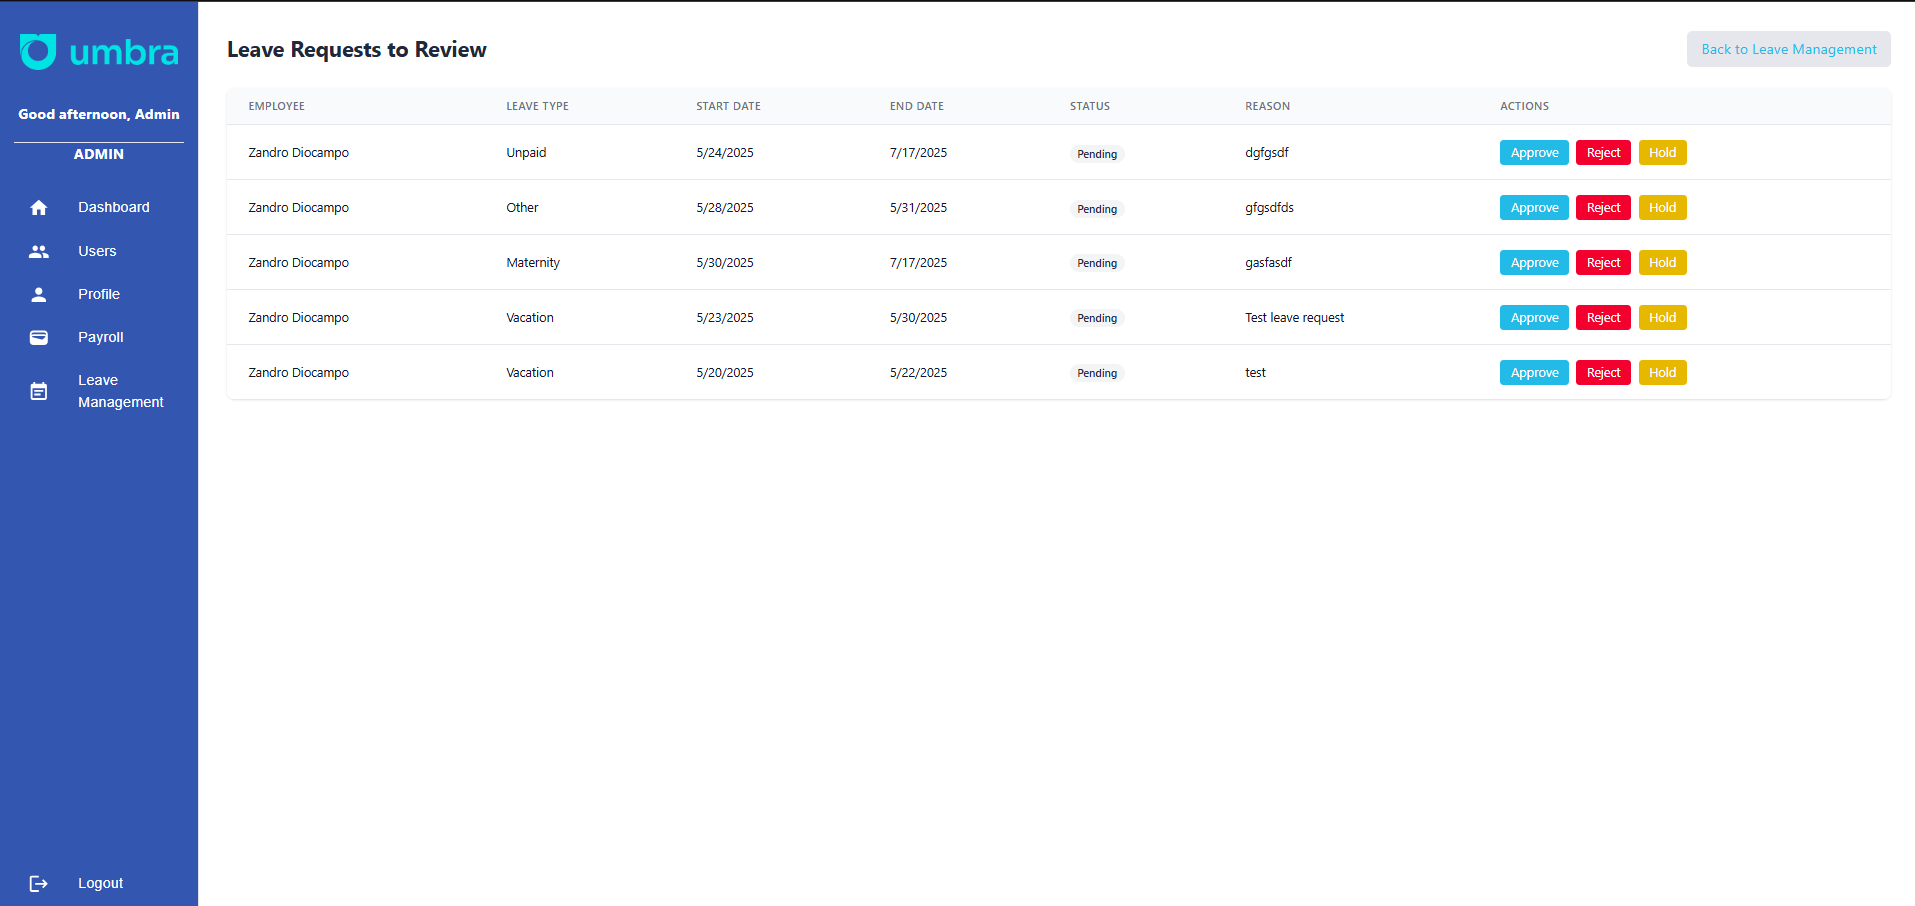 umbra
Good afternoon, Admin
ADMIN
Dashboard
Users
Profile
Payroll
Leave
Management
Logout
Leave Requests to Review
Back to Leave Management
EMPLOYEE LEAVE TYPE START DATE END DATE STATUS REASON ACTIONS
Zandro Diocampo Unpaid 5/24/2025 7/17/2025 Pending dgfgsdf Approve Reject Hold
Zandro Diocampo Other 5/28/2025 5/31/2025 Pending gfgsdfds Approve Reject Hold
Zandro Diocampo Maternity 5/30/2025 7/17/2025 Pending gasfasdf Approve Reject Hold
Zandro Diocampo Vacation 5/23/2025 5/30/2025 Pending Test leave request Approve Reject Hold
Zandro Diocampo Vacation 5/20/2025 5/22/2025 Pending test Approve Reject Hold